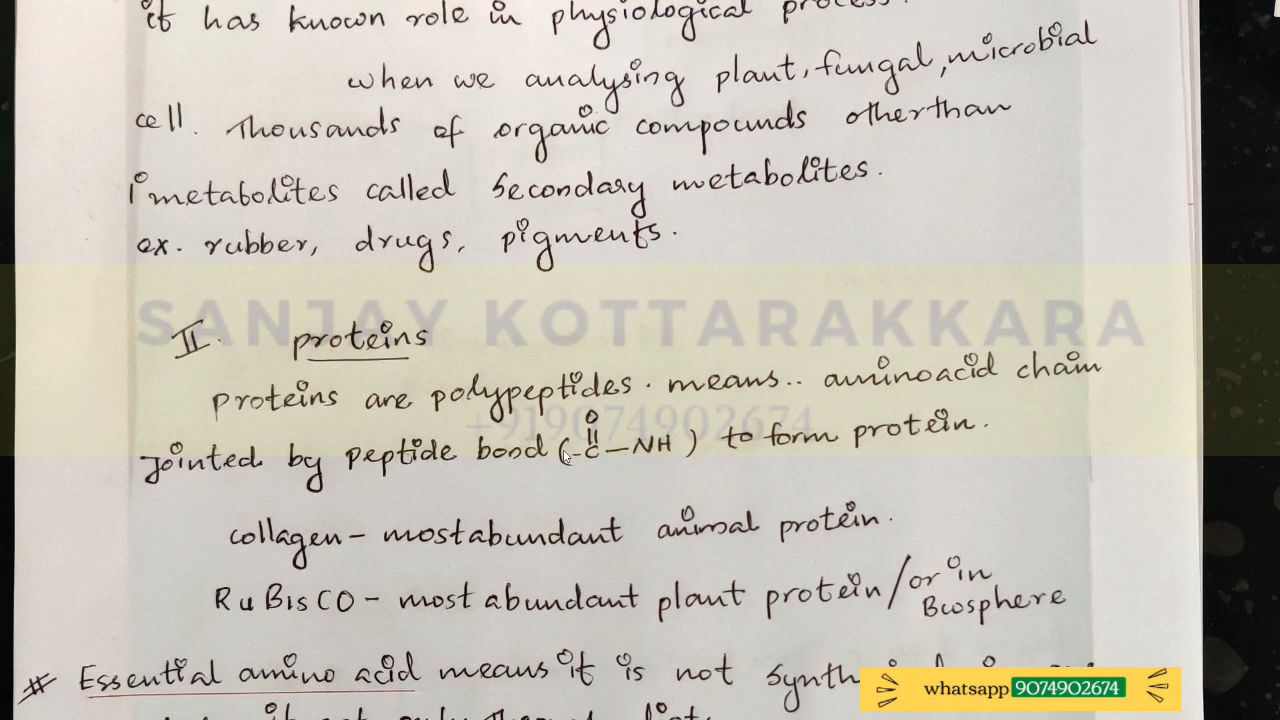 it has known role in physiological process.
when we analysing plant, fungal, microbial
cell. Thousands of organic compounds otherthan
1° metabolites called secondary metabolites.
ex. rubber, drugs, pigments.
SANJAY KOTTARAKKARA
II. proteins
proteins are polypeptides. means.. aminoacid chain
+919074902674
O
||
Jointed by peptide bond (-C-NH) to form protein.
collagen - most abundant animal protein.
RuBisCO - most abundant plant protein / or in
Biosphere
# Essential amino acid means it is not
whatsapp 9074902674